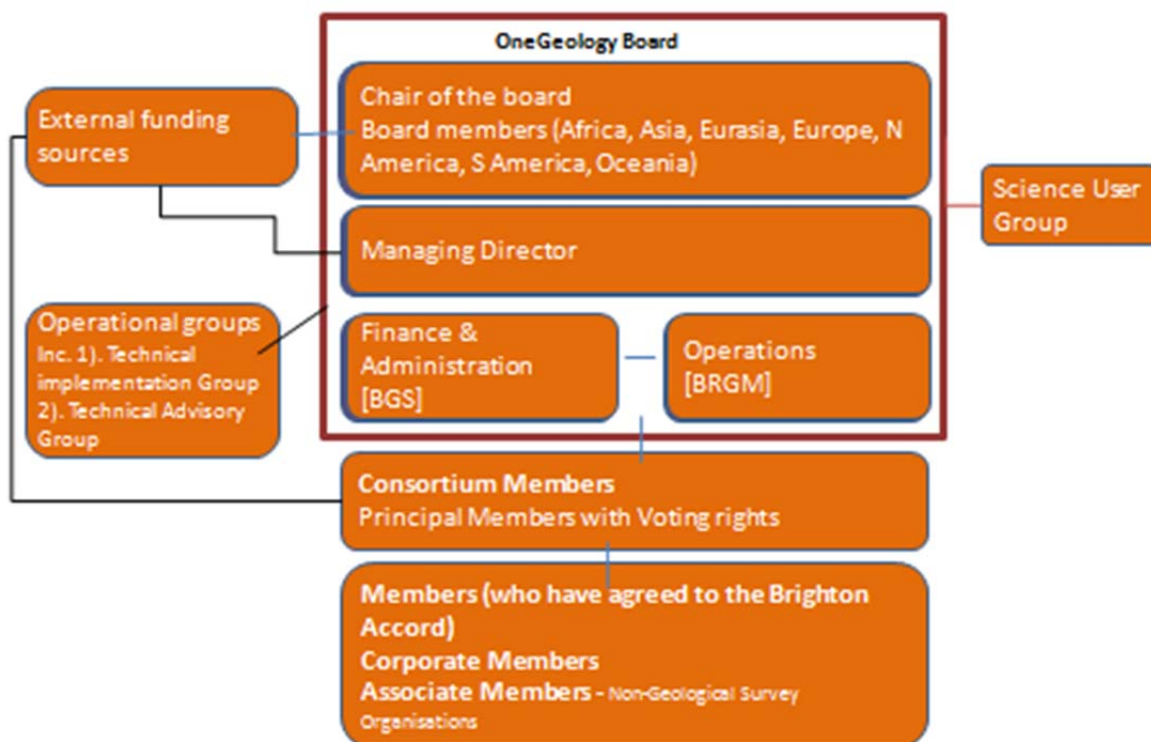 OneGeology Board
Chair of the board
Board members (Africa, Asia, Eurasia, Europe, N
America, S America, Oceania)
External funding
sources
Science User
Group
Managing Director
Operational groups
Inc. 1). Technical
implementation Group
2). Technical Advisory
Group
Finance &
Administration
[BGS]
Operations
[BRGM]
Consortium Members
Principal Members with Voting rights
Members (who have agreed to the Brighton
Accord)
Corporate Members
Associate Members - Non-Geological Survey
Organisations